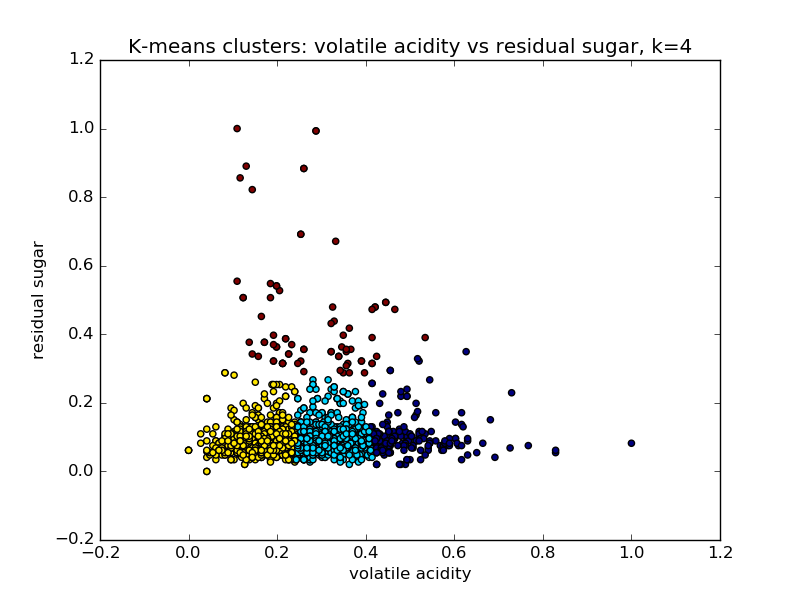 K-means clusters: volatile acidity vs residual sugar, k=4
1.2
1.0
0.8
0.6
0.4
0.2
0.0
−0.2
residual sugar
−0.2 0.0 0.2 0.4 0.6 0.8 1.0 1.2
volatile acidity